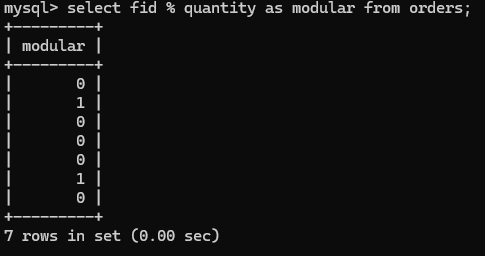 mysql> select fid % quantity as modular from orders;
+---------+
| modular |
+---------+
|       0 |
|       1 |
|       0 |
|       0 |
|       0 |
|       1 |
|       0 |
+---------+
7 rows in set (0.00 sec)